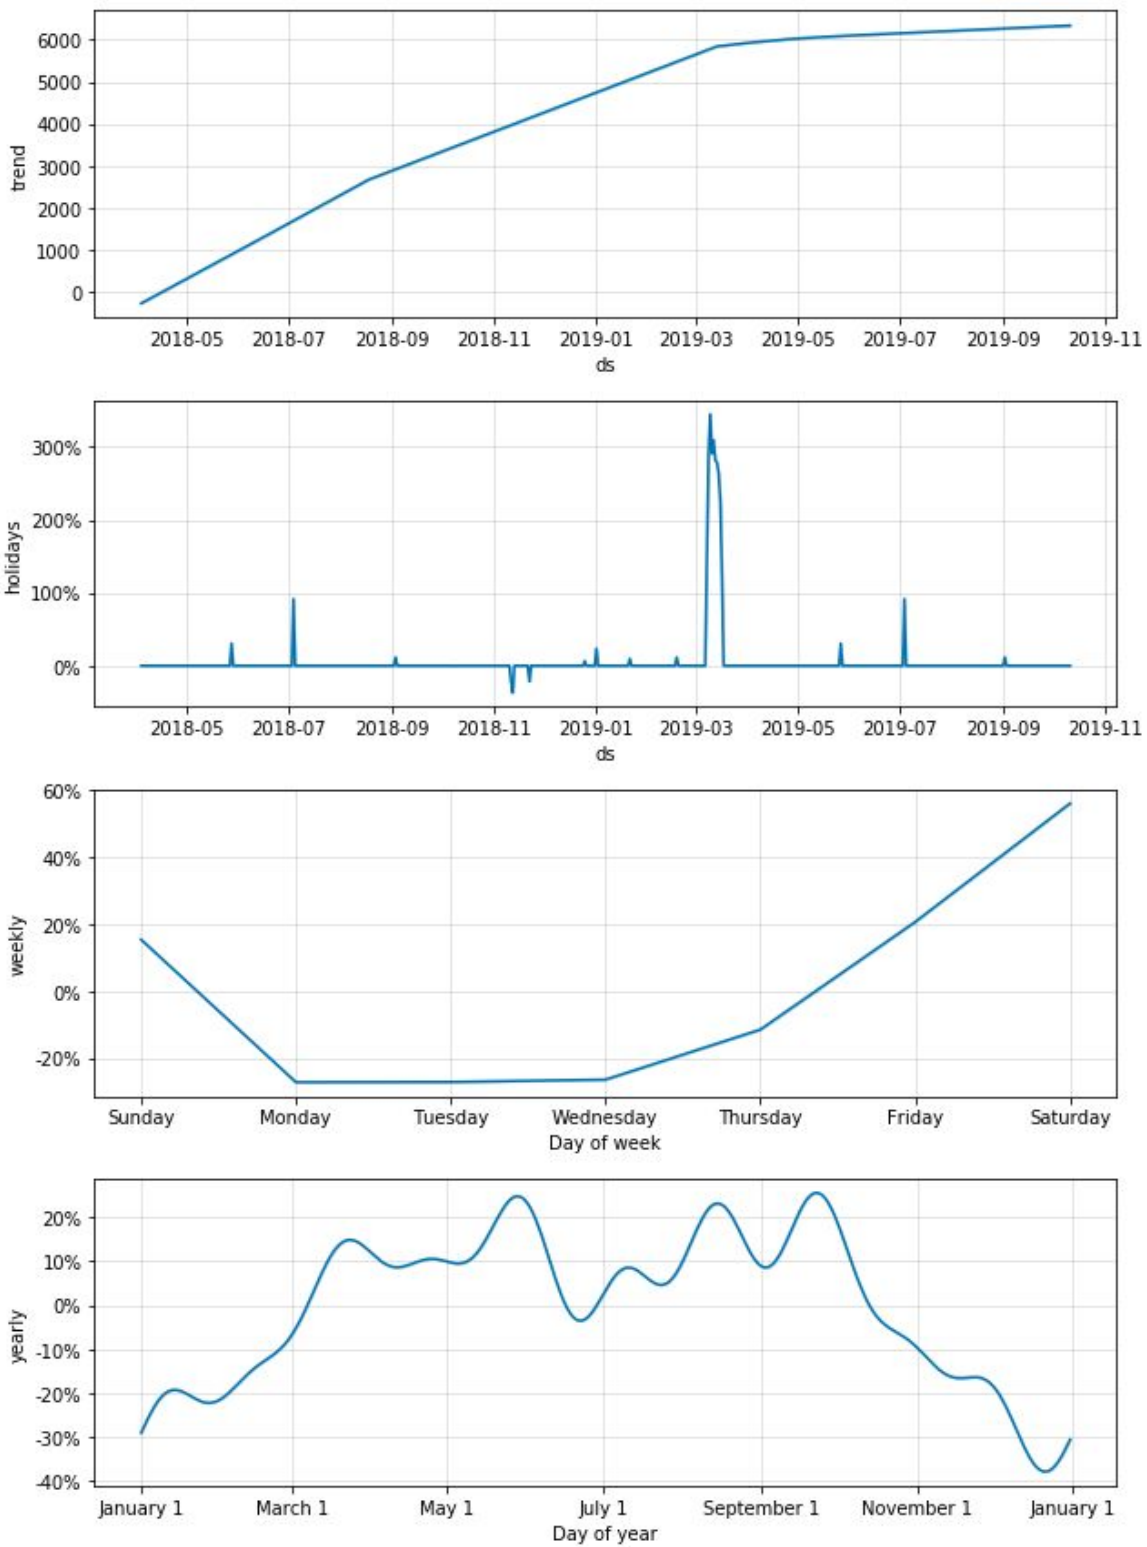 6000
5000
4000
3000
2000
1000
0
trend
2018-05 2018-07 2018-09 2018-11 2019-01 2019-03 2019-05 2019-07 2019-09 2019-11
ds
300%
200%
100%
0%
holidays
2018-05 2018-07 2018-09 2018-11 2019-01 2019-03 2019-05 2019-07 2019-09 2019-11
ds
60%
40%
20%
0%
-20%
weekly
Sunday Monday Tuesday Wednesday Thursday Friday Saturday
Day of week
20%
10%
0%
-10%
-20%
-30%
-40%
yearly
January 1 March 1 May 1 July 1 September 1 November 1 January 1
Day of year